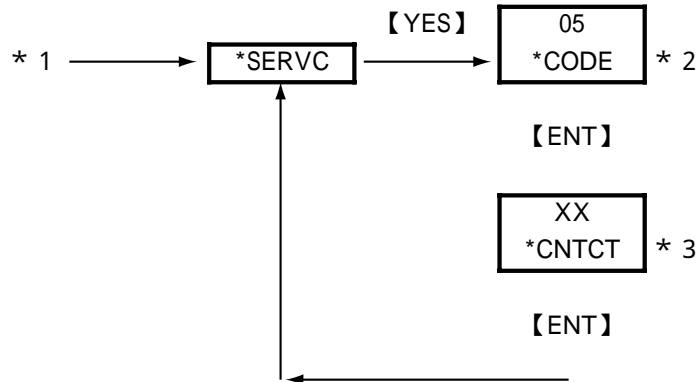 【YES】
05
* 1
*SERVC
*CODE
* 2
【ENT】
XX
*CNTCT
* 3
【ENT】